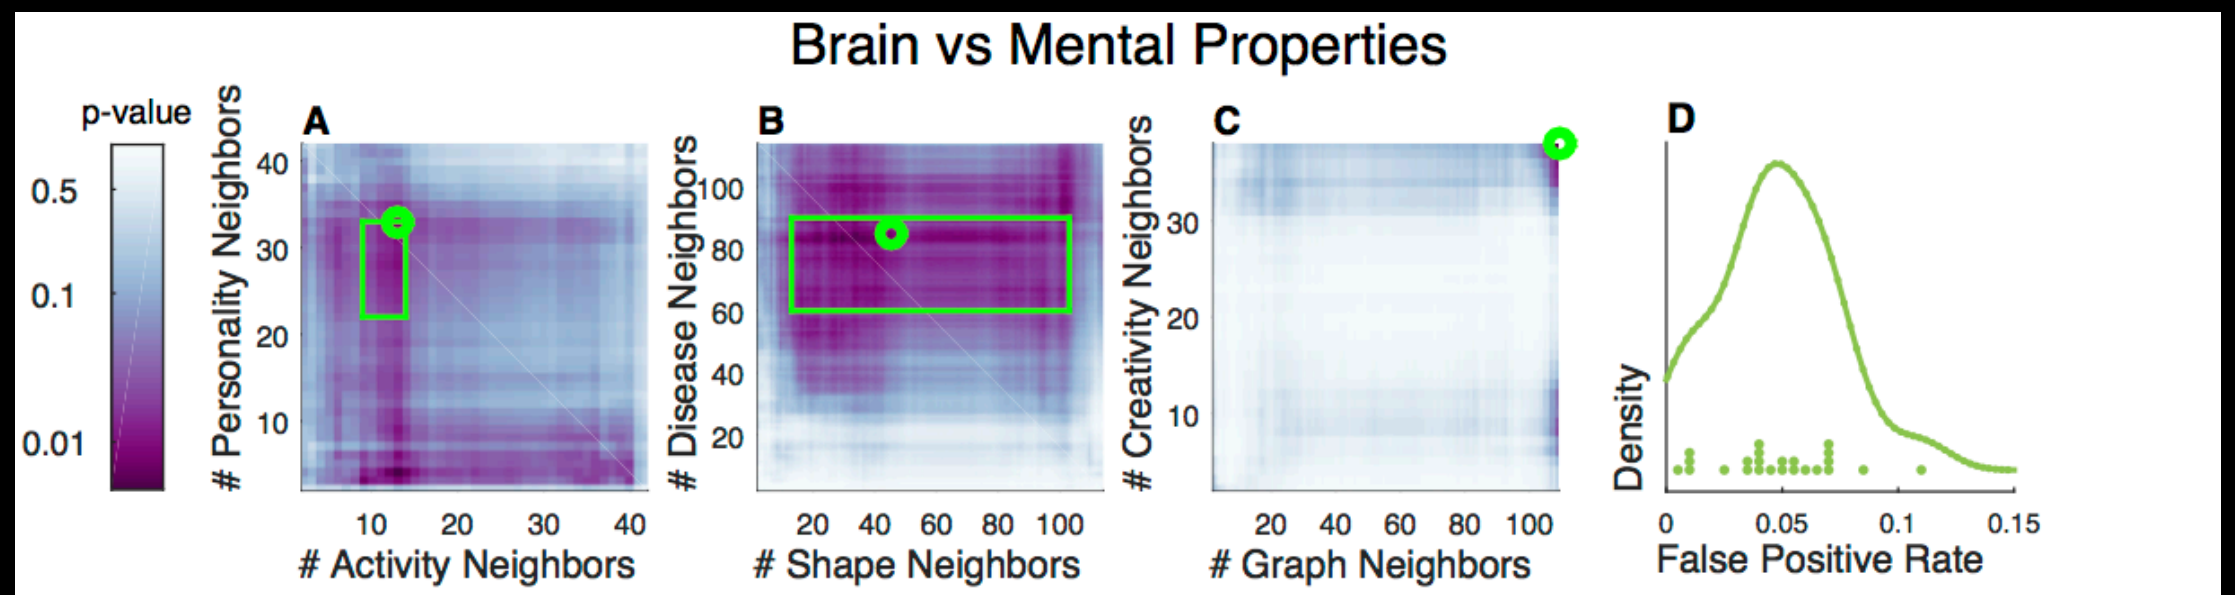 Brain vs Mental Properties
p-value
0.5
0.1
0.01
A
# Personality Neighbors
40
30
20
10
10 20 30 40
# Activity Neighbors
B
# Disease Neighbors
100
80
60
40
20
20 40 60 80 100
# Shape Neighbors
C
# Creativity Neighbors
30
20
10
20 40 60 80 100
# Graph Neighbors
D
Density
0 0.05 0.1 0.15
False Positive Rate